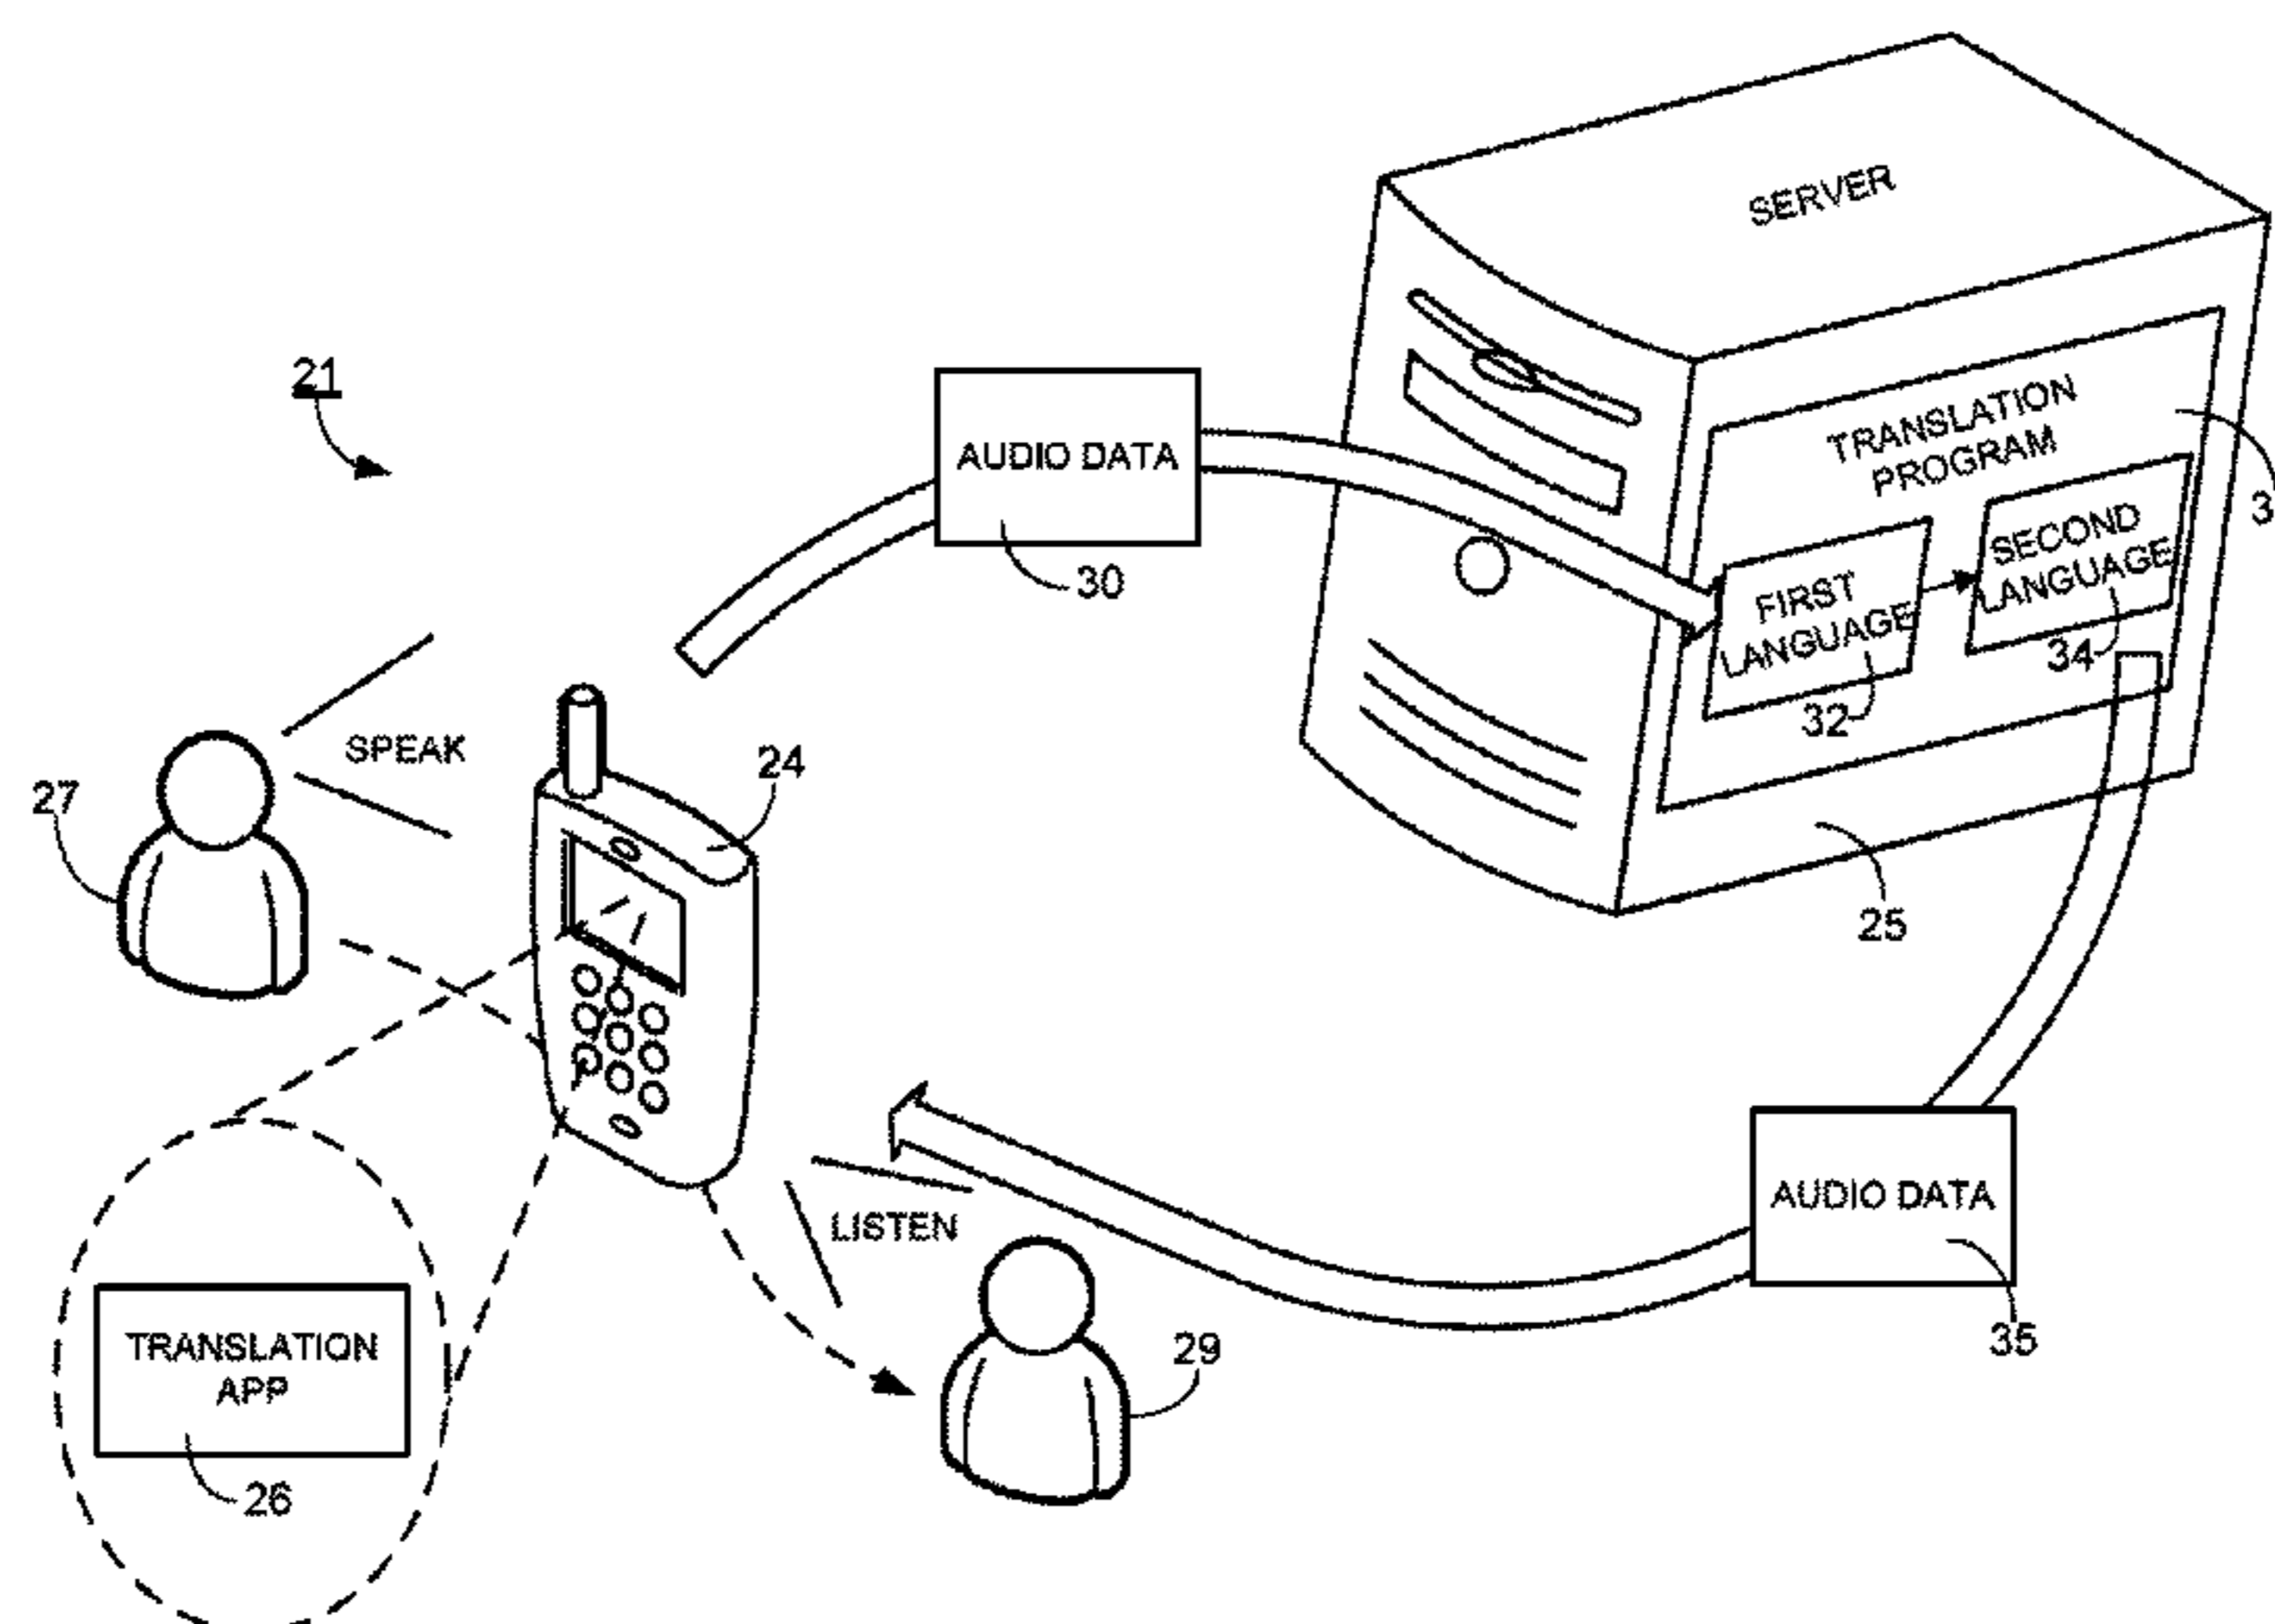 SERVER
21
AUDIO DATA
30
TRANSLATION
PROGRAM
3
FIRST
LANGUAGE
32
SECOND
LANGUAGE
34
25
SPEAK
27
24
LISTEN
29
AUDIO DATA
35
TRANSLATION
APP
26